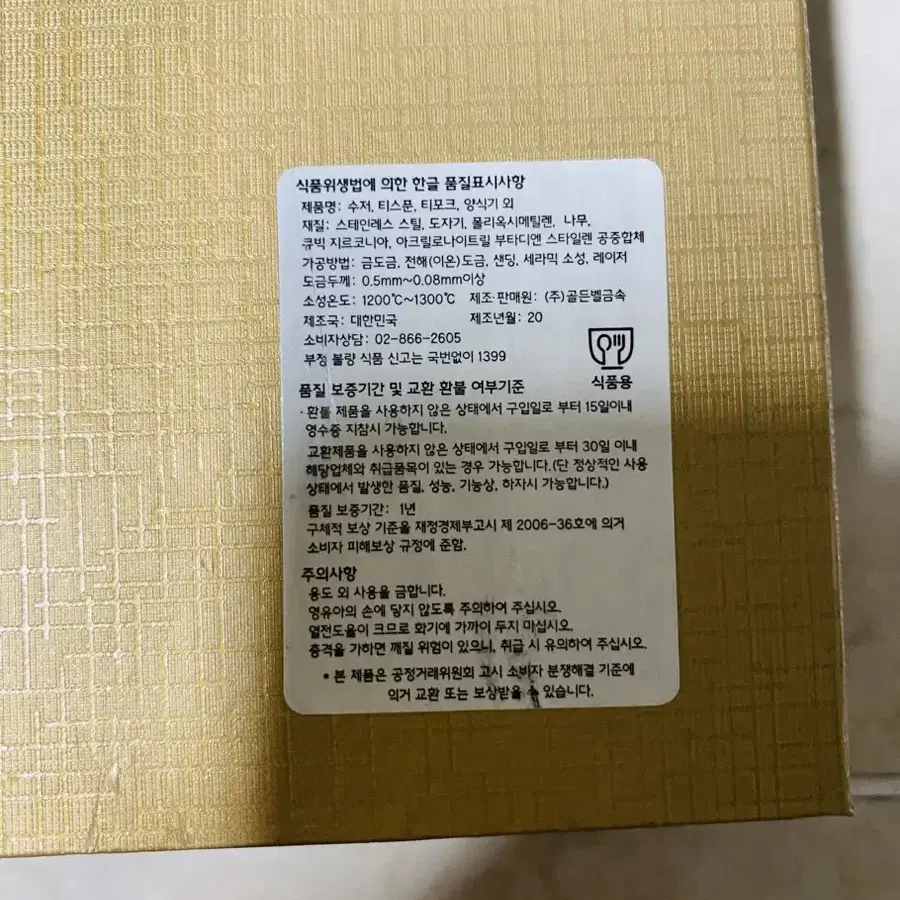 식품위생법에 의한 한글 품질표시사항
제품명: 수저, 티스푼, 티포크, 양식기 외
재질: 스테인레스 스틸, 도자기, 폴리옥시메틸렌, 나무,
큐빅 지르코니아, 아크릴로나이트릴 부타디엔 스타일렌 공중합체
가공방법: 금도금, 전해(이온)도금, 샌딩, 세라믹 소성, 레이저
도금두께: 0.5mm~0.08mm이상
소성온도: 1200℃~1300℃ 제조·판매원: (주)골든벨금속
제조국: 대한민국 제조년월: 20
소비자상담: 02-866-2605
부정 불량 식품 신고는 국번없이 1399
식품용
품질 보증기간 및 교환 환불 여부기준
·환불 제품을 사용하지 않은 상태에서 구입일로 부터 15일이내
영수증 지참시 가능합니다.
교환제품을 사용하지 않은 상태에서 구입일로 부터 30일 이내
해당업체와 취급품목이 있는 경우 가능합니다.(단 정상적인 사용
상태에서 발생한 품질, 성능, 기능상, 하자시 가능합니다.)
품질 보증기간: 1년
구체적 보상 기준을 재정경제부고시 제 2006-36호에 의거
소비자 피해보상 규정에 준함.
주의사항
용도 외 사용을 금합니다.
영유아의 손에 닿지 않도록 주의하여 주십시오.
열전도율이 크므로 화기에 가까이 두지 마십시오.
충격을 가하면 깨질 위험이 있으니, 취급 시 유의하여 주십시오.
* 본 제품은 공정거래위원회 고시 소비자 분쟁해결 기준에
의거 교환 또는 보상받을 수 있습니다.